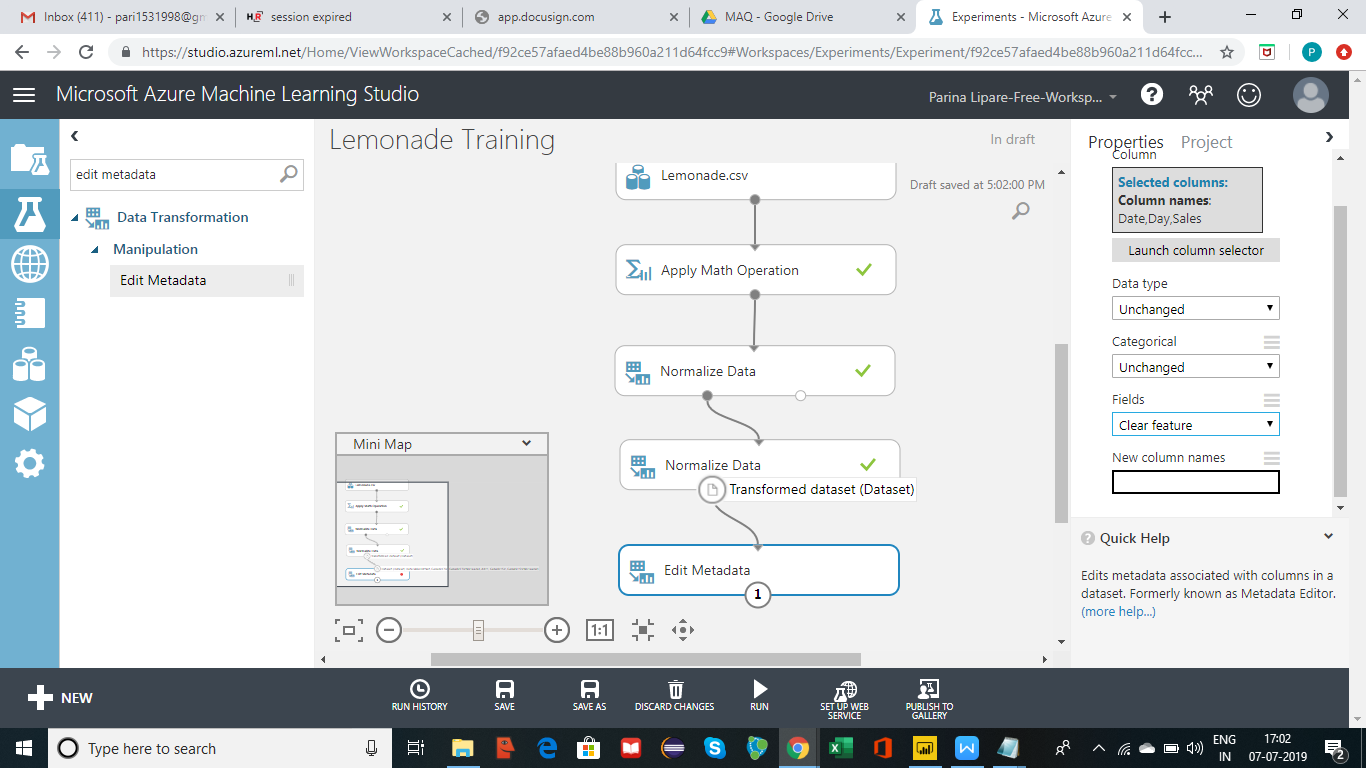 Inbox (411) - pari1531998@gm
session expired
app.docusign.com
MAQ - Google Drive
Experiments - Microsoft Azure
https://studio.azureml.net/Home/ViewWorkspaceCached/f92ce57afaed4be88b960a211d64fcc9#Workspaces/Experiments/Experiment/f92ce57afaed4be88b960a211d64fcc...
P
Microsoft Azure Machine Learning Studio
Parina Lipare-Free-Worksp...
edit metadata
Data Transformation
Manipulation
Edit Metadata
Lemonade Training
In draft
Draft saved at 5:02:00 PM
Lemonade.csv
Apply Math Operation
Normalize Data
Normalize Data
Transformed dataset (Dataset)
Edit Metadata
1
Mini Map
1:1
Properties
Project
Column
Selected columns:
Column names:
Date,Day,Sales
Launch column selector
Data type
Unchanged
Categorical
Unchanged
Fields
Clear feature
New column names
Quick Help
Edits metadata associated with columns in a
dataset. Formerly known as Metadata Editor.
(more help...)
NEW
RUN HISTORY
SAVE
SAVE AS
DISCARD CHANGES
RUN
SET UP WEB
SERVICE
PUBLISH TO
GALLERY
Type here to search
ENG
IN
17:02
07-07-2019
2